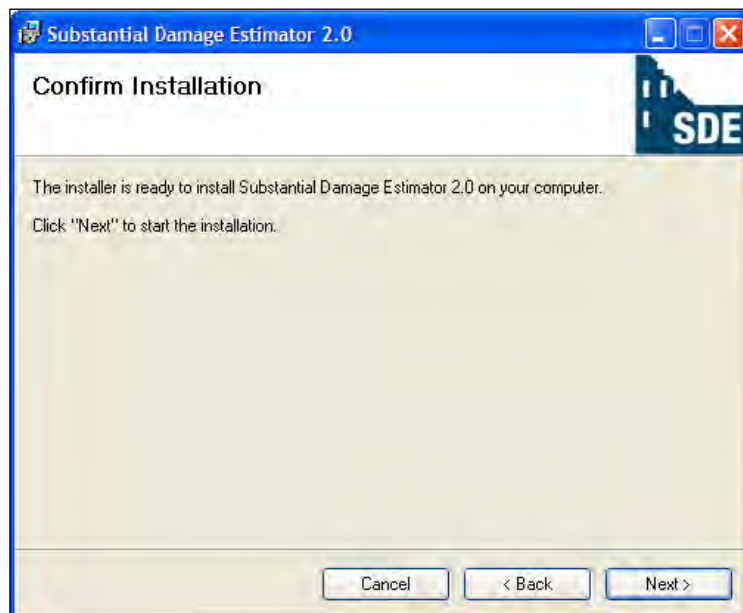 Substantial Damage Estimator 2.0
Confirm Installation
SDE
The installer is ready to install Substantial Damage Estimator 2.0 on your computer.
Click "Next" to start the installation.
Cancel
< Back
Next >